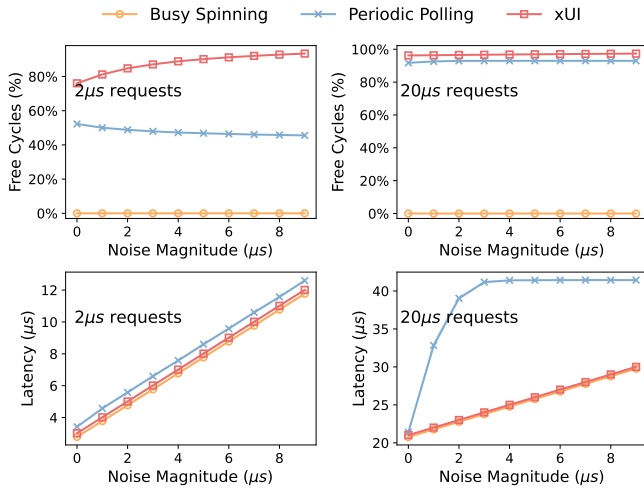 Busy Spinning Periodic Polling xUI
Free Cycles (%)
80%
60%
40%
20%
0%
2μs requests
0 2 4 6 8
Noise Magnitude (μs)
Free Cycles (%)
100%
80%
60%
40%
20%
0%
20μs requests
0 2 4 6 8
Noise Magnitude (μs)
Latency (μs)
12
10
8
6
4
2μs requests
0 2 4 6 8
Noise Magnitude (μs)
Latency (μs)
40
35
30
25
20
20μs requests
0 2 4 6 8
Noise Magnitude (μs)